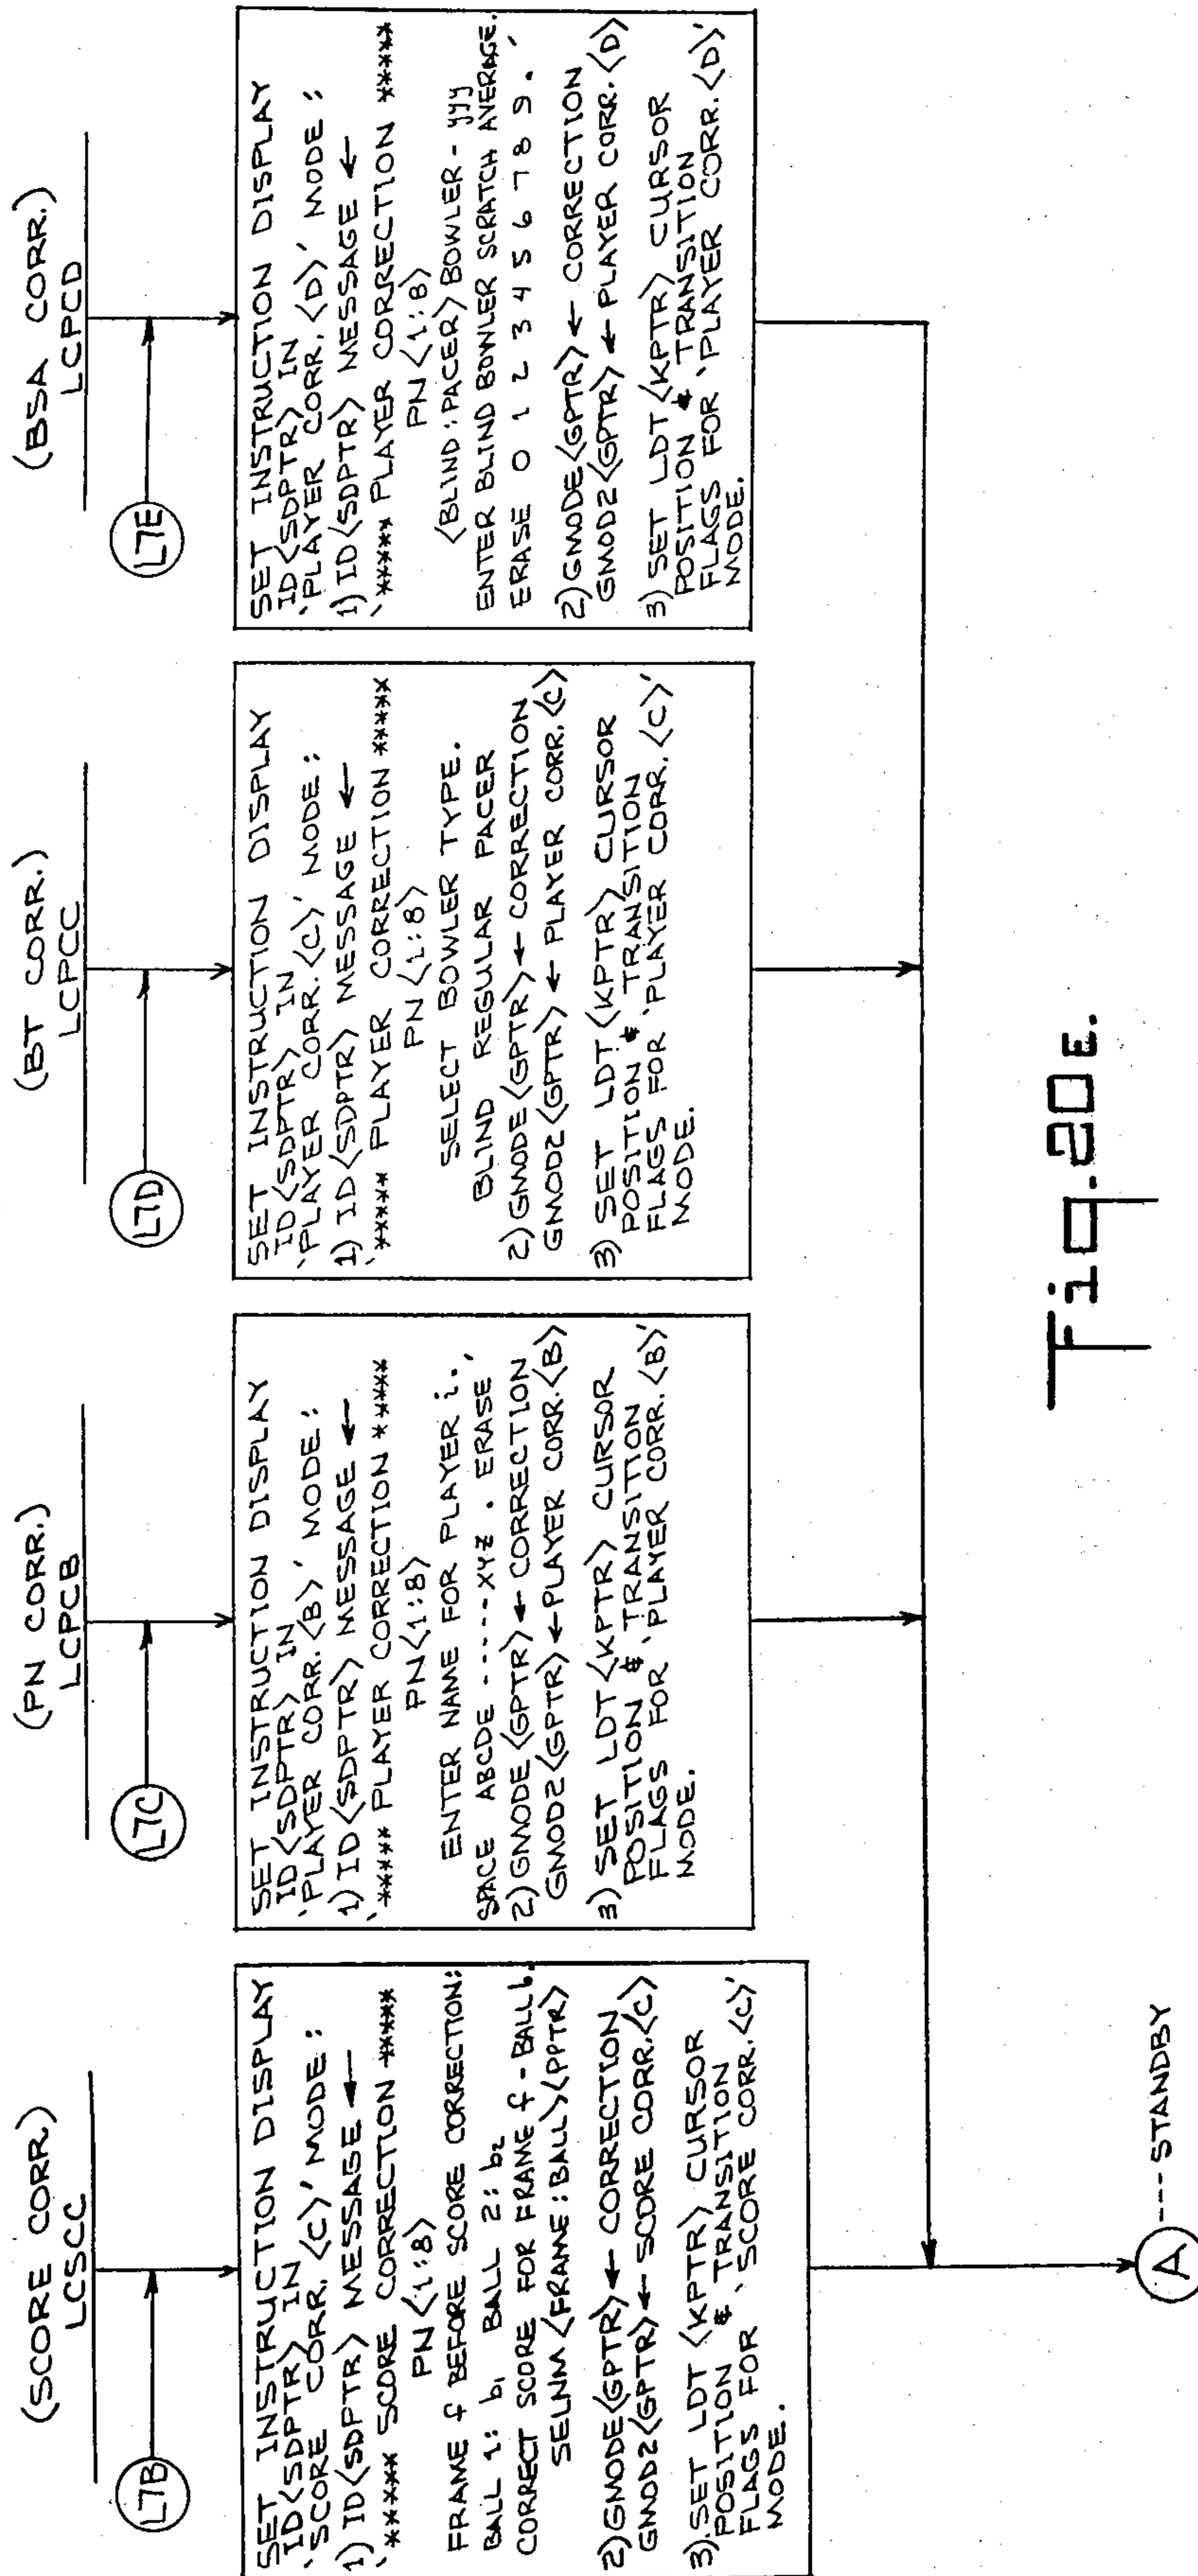 (SCORE CORR.)
LCSCC
L7B
SET INSTRUCTION DISPLAY
ID<SDPTR> IN
'SCORE CORR.<C>' MODE:
1) ID<SDPTR> MESSAGE ←
'***** SCORE CORRECTION *****
PN<1:8>
FRAME f BEFORE SCORE CORRECTION:
BALL 1: b1 BALL 2: b2
CORRECT SCORE FOR FRAME f - BALL b.
SELNM<FRAME:BALL><PPTR>
2) GMODE<GPTR> ← CORRECTION
GMOD2<GPTR> ← SCORE CORR.<C>
3). SET LDT<KPTR> CURSOR
POSITION & TRANSITION
FLAGS FOR 'SCORE CORR.<C>'
MODE.
(PN CORR.)
LCPCB
L7C
SET INSTRUCTION DISPLAY
ID<SDPTR> IN
'PLAYER CORR.<B>' MODE:
1) ID<SDPTR> MESSAGE ←
'***** PLAYER CORRECTION *****
PN<1:8>
ENTER NAME FOR PLAYER i.,
SPACE ABCDE -----XYZ . ERASE
2) GMODE<GPTR> ← CORRECTION
GMOD2<GPTR> ← PLAYER CORR.<B>
3) SET LDT<KPTR> CURSOR
POSITION & TRANSITION
FLAGS FOR 'PLAYER CORR.<B>'
MODE.
(BT CORR.)
LCPCC
L7D
SET INSTRUCTION DISPLAY
ID<SDPTR> IN
'PLAYER CORR.<C>' MODE:
1) ID<SDPTR> MESSAGE ←
'***** PLAYER CORRECTION *****
PN<1:8>
SELECT BOWLER TYPE.
BLIND REGULAR PACER
2) GMODE<GPTR> ← CORRECTION
GMOD2<GPTR> ← PLAYER CORR.<C>
3) SET LDT<KPTR> CURSOR
POSITION & TRANSITION
FLAGS FOR 'PLAYER CORR.<C>'
MODE.
(BSA CORR.)
LCPCD
L7E
SET INSTRUCTION DISPLAY
ID<SDPTR> IN
'PLAYER CORR.<D>' MODE:
1) ID<SDPTR> MESSAGE ←
'***** PLAYER CORRECTION *****
PN<1:8>
<BLIND:PACER> BOWLER - yyy
ENTER BLIND BOWLER SCRATCH AVERAGE.
ERASE 0 1 2 3 4 5 6 7 8 9 . '
2) GMODE<GPTR> ← CORRECTION
GMOD2<GPTR> ← PLAYER CORR.<D>
3) SET LDT<KPTR> CURSOR
POSITION & TRANSITION
FLAGS FOR 'PLAYER CORR.<D>'
MODE.
A ---- STANDBY
Fig. 20E.